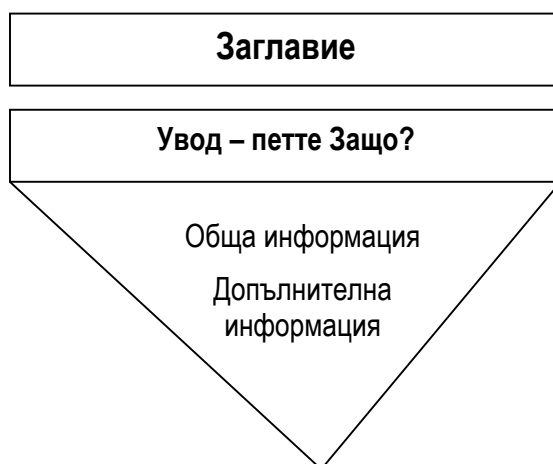 Заглавие
Увод – петте Защо?
Обща информация
Допълнителна
информация